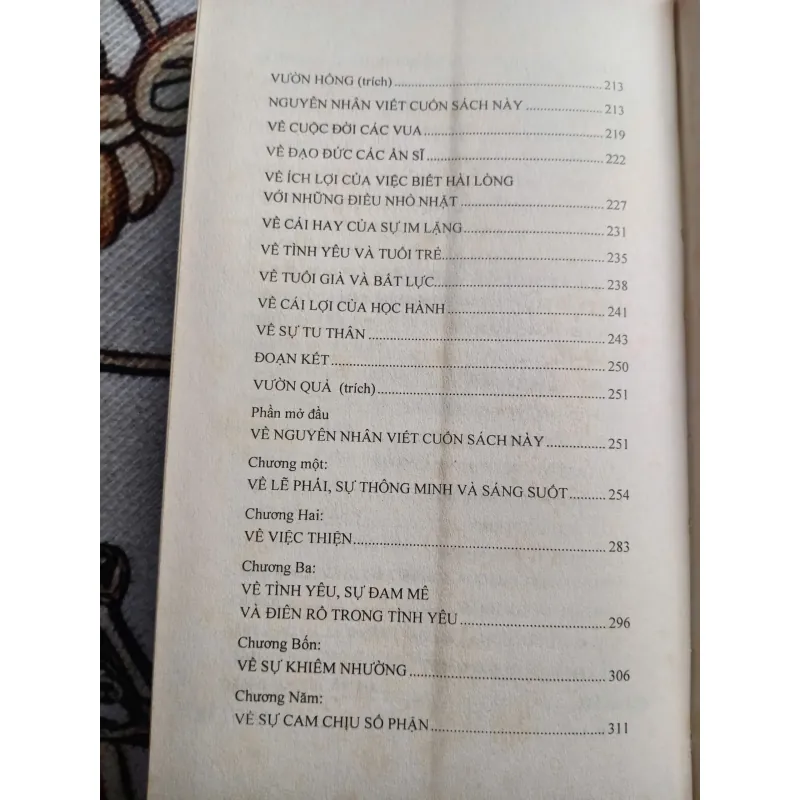 VƯỜN HỒNG (trích)........................213
NGUYÊN NHÂN VIẾT CUỐN SÁCH NÀY........................213
VỀ CUỘC ĐỜI CÁC VUA........................219
VỀ ĐẠO ĐỨC CÁC ẨN SĨ........................222
VỀ ÍCH LỢI CỦA VIỆC BIẾT HÀI LÒNG
VỚI NHỮNG ĐIỀU NHỎ NHẶT........................227
VỀ CÁI HAY CỦA SỰ IM LẶNG........................231
VỀ TÌNH YÊU VÀ TUỔI TRẺ........................235
VỀ TUỔI GIÀ VÀ BẤT LỰC........................238
VỀ CÁI LỢI CỦA HỌC HÀNH........................241
VỀ SỰ TU THÂN........................243
ĐOẠN KẾT........................250
VƯỜN QUẢ (trích)........................251
Phần mở đầu
VỀ NGUYÊN NHÂN VIẾT CUỐN SÁCH NÀY........................251
Chương một:
VỀ LẼ PHẢI, SỰ THÔNG MINH VÀ SÁNG SUỐT........................254
Chương Hai:
VỀ VIỆC THIỆN........................283
Chương Ba:
VỀ TÌNH YÊU, SỰ ĐAM MÊ
VÀ ĐIÊN RỒ TRONG TÌNH YÊU........................296
Chương Bốn:
VỀ SỰ KHIÊM NHƯỜNG........................306
Chương Năm:
VỀ SỰ CAM CHỊU SỐ PHẬN........................311